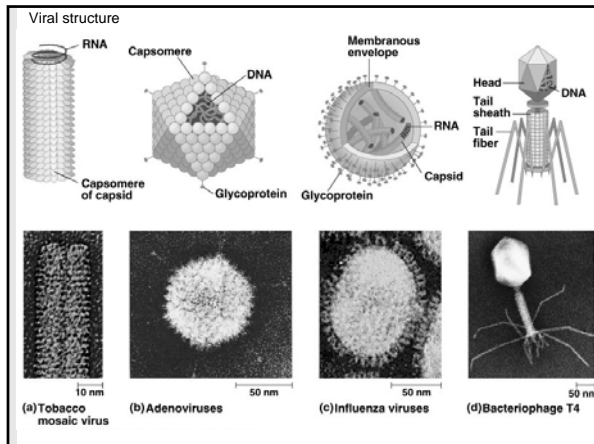 Viral structure
RNA
Capsomere
of capsid
Capsomere
DNA
Glycoprotein
Membranous
envelope
RNA
Capsid
Glycoprotein
Head
DNA
Tail
sheath
Tail
fiber
10 nm
50 nm
50 nm
50 n
(a) Tobacco
mosaic virus
(b) Adenoviruses
(c) Influenza viruses
(d) Bacteriophage T4